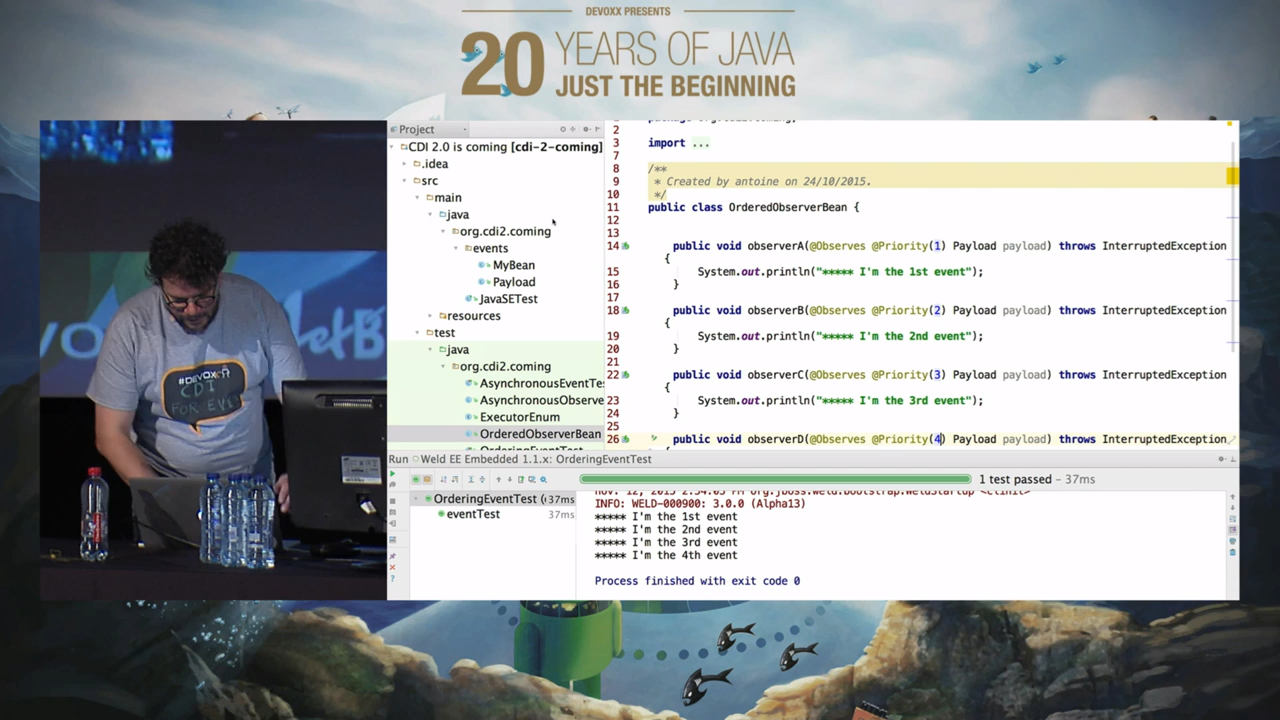 DEVOXX PRESENTS
20 YEARS OF JAVA
JUST THE BEGINNING
#DEVOXX
CDI
FOR EVER
Project
CDI 2.0 is coming [cdi-2-coming]
.idea
src
main
java
org.cdi2.coming
events
MyBean
Payload
JavaSETest
resources
test
java
org.cdi2.coming
AsynchronousEventTes
AsynchronousObserve
ExecutorEnum
OrderedObserverBean
OrderingEventTest
2
3 import ...
7
8 /**
9 * Created by antoine on 24/10/2015.
10 */
11 public class OrderedObserverBean {
12
13
14 public void observerA(@Observes @Priority(1) Payload payload) throws InterruptedException
{
15 System.out.println("***** I'm the 1st event");
16 }
17
18 public void observerB(@Observes @Priority(2) Payload payload) throws InterruptedException
{
19 System.out.println("***** I'm the 2nd event");
20 }
21
22 public void observerC(@Observes @Priority(3) Payload payload) throws InterruptedException
{
23 System.out.println("***** I'm the 3rd event");
24 }
25
26 public void observerD(@Observes @Priority(4) Payload payload) throws InterruptedException
Run Weld EE Embedded 1.1.x: OrderingEventTest
1 test passed – 37ms
OrderingEventTest ( 37ms
eventTest 37ms
INFO: WELD-000900: 3.0.0 (Alpha13)
***** I'm the 1st event
***** I'm the 2nd event
***** I'm the 3rd event
***** I'm the 4th event
Process finished with exit code 0